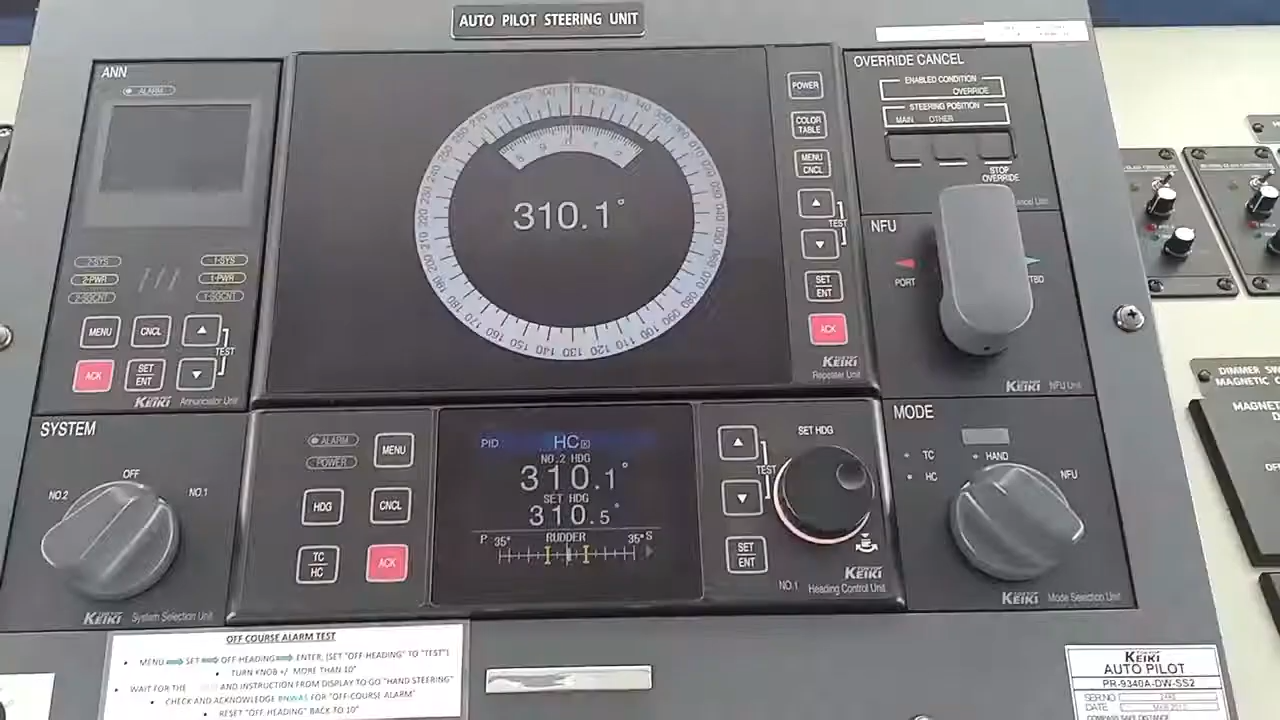 AUTO PILOT STEERING UNIT
ANN
ALARM
2-SYS
1-SYS
2-PWR
1-PWR
2-SQCNT
1-SQCNT
MENU
CNCL
ACK
SET
ENT
TEST
KEIKI
Annunciator Unit
310.1°
POWER
COLOR
TABLE
MENU
CNCL
TEST
SET
ENT
ACK
KEIKI
Repeater Unit
OVERRIDE CANCEL
ENABLED CONDITION
OVERRIDE
STEERING POSITION
MAIN OTHER
STOP
OVERRIDE
NFU
PORT
KEIKI
NFU Unit
SYSTEM
OFF
NO.2
NO.1
KEIKI
System Selection Unit
ALARM
POWER
MENU
HDG
CNCL
TC
HC
ACK
PID
HC
NO.2 HDG
310.1°
SET HDG
310.5°
RUDDER
P 35°
35° S
TEST
SET
ENT
SET HDG
KEIKI
NO.1 Heading Control Unit
MODE
TC
HC
HAND
NFU
KEIKI
Mode Selection Unit
OFF COURSE ALARM TEST
MENU SET OFF HEADING ENTER, (SET "OFF HEADING" TO "TEST")
TURN KNOB +/ MORE THAN 10°
WAIT FOR THE AND INSTRUCTION FROM DISPLAY TO GO "HAND STEERING"
CHECK AND ACKNOWLEDGE BNWAS FOR "OFF-COURSE ALARM"
RESET "OFF HEADING" BACK TO 10°
KEIKI
AUTO PILOT
PR-9340A-DW-SS2
SER.NO
DATE
COMPASS SAFE DISTANCE
DIMMER SW
MAGNETIC C
MAGNET